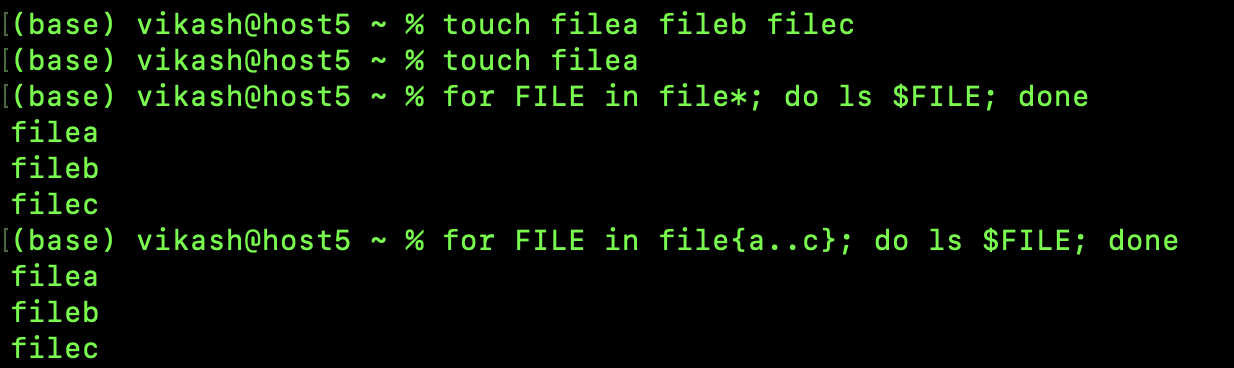 [(base) vikash@host5 ~ % touch filea fileb filec
[(base) vikash@host5 ~ % touch filea
[(base) vikash@host5 ~ % for FILE in file*; do ls $FILE; done
filea
fileb
filec
[(base) vikash@host5 ~ % for FILE in file{a..c}; do ls $FILE; done
filea
fileb
filec